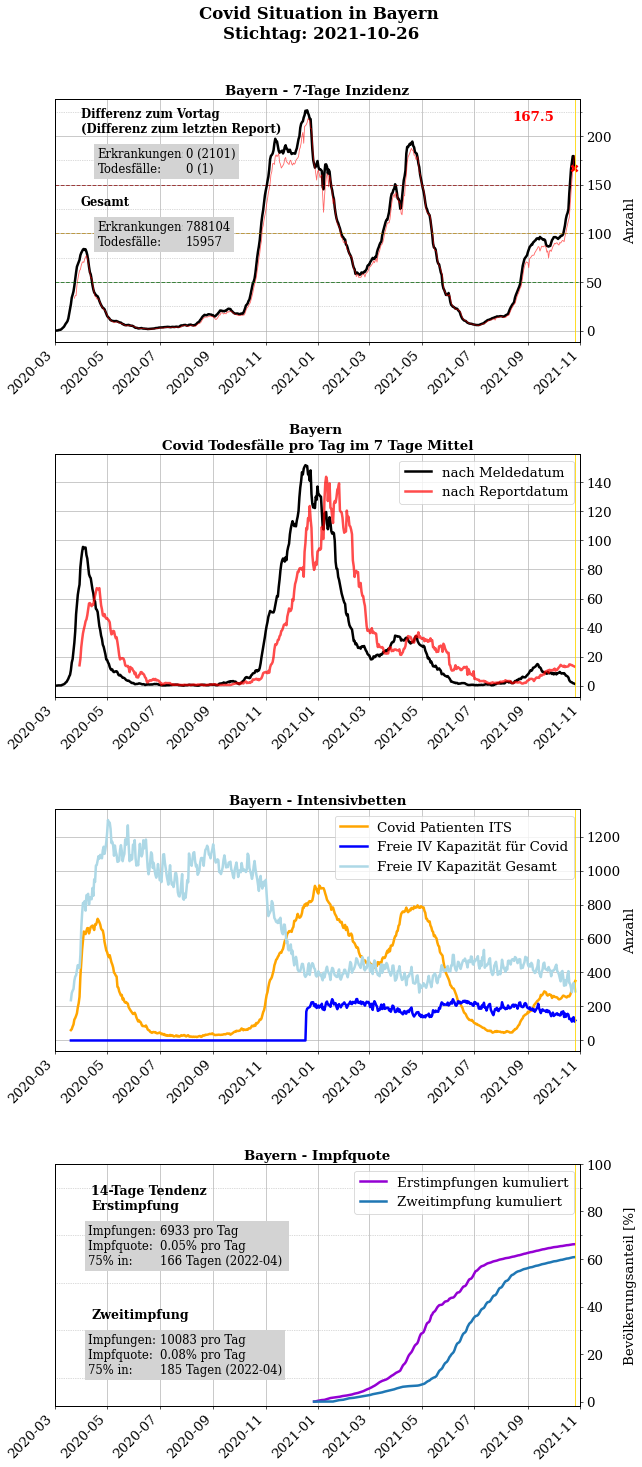 Covid Situation in Bayern
Stichtag: 2021-10-26
Bayern - 7-Tage Inzidenz
Differenz zum Vortag
(Differenz zum letzten Report)
Erkrankungen 0 (2101)
Todesfälle: 0 (1)
Gesamt
Erkrankungen 788104
Todesfälle: 15957
167.5
200
150
100
50
0
Anzahl
2020-03
2020-05
2020-07
2020-09
2020-11
2021-01
2021-03
2021-05
2021-07
2021-09
2021-11
Bayern
Covid Todesfälle pro Tag im 7 Tage Mittel
nach Meldedatum
nach Reportdatum
140
120
100
80
60
40
20
0
2020-03
2020-05
2020-07
2020-09
2020-11
2021-01
2021-03
2021-05
2021-07
2021-09
2021-11
Bayern - Intensivbetten
Covid Patienten ITS
Freie IV Kapazität für Covid
Freie IV Kapazität Gesamt
1200
1000
800
600
400
200
0
Anzahl
2020-03
2020-05
2020-07
2020-09
2020-11
2021-01
2021-03
2021-05
2021-07
2021-09
2021-11
Bayern - Impfquote
14-Tage Tendenz
Erstimpfung
Impfungen: 6933 pro Tag
Impfquote: 0.05% pro Tag
75% in: 166 Tagen (2022-04)
Zweitimpfung
Impfungen: 10083 pro Tag
Impfquote: 0.08% pro Tag
75% in: 185 Tagen (2022-04)
Erstimpfungen kumuliert
Zweitimpfung kumuliert
100
80
60
40
20
0
Bevölkerungsanteil [%]
2020-03
2020-05
2020-07
2020-09
2020-11
2021-01
2021-03
2021-05
2021-07
2021-09
2021-11